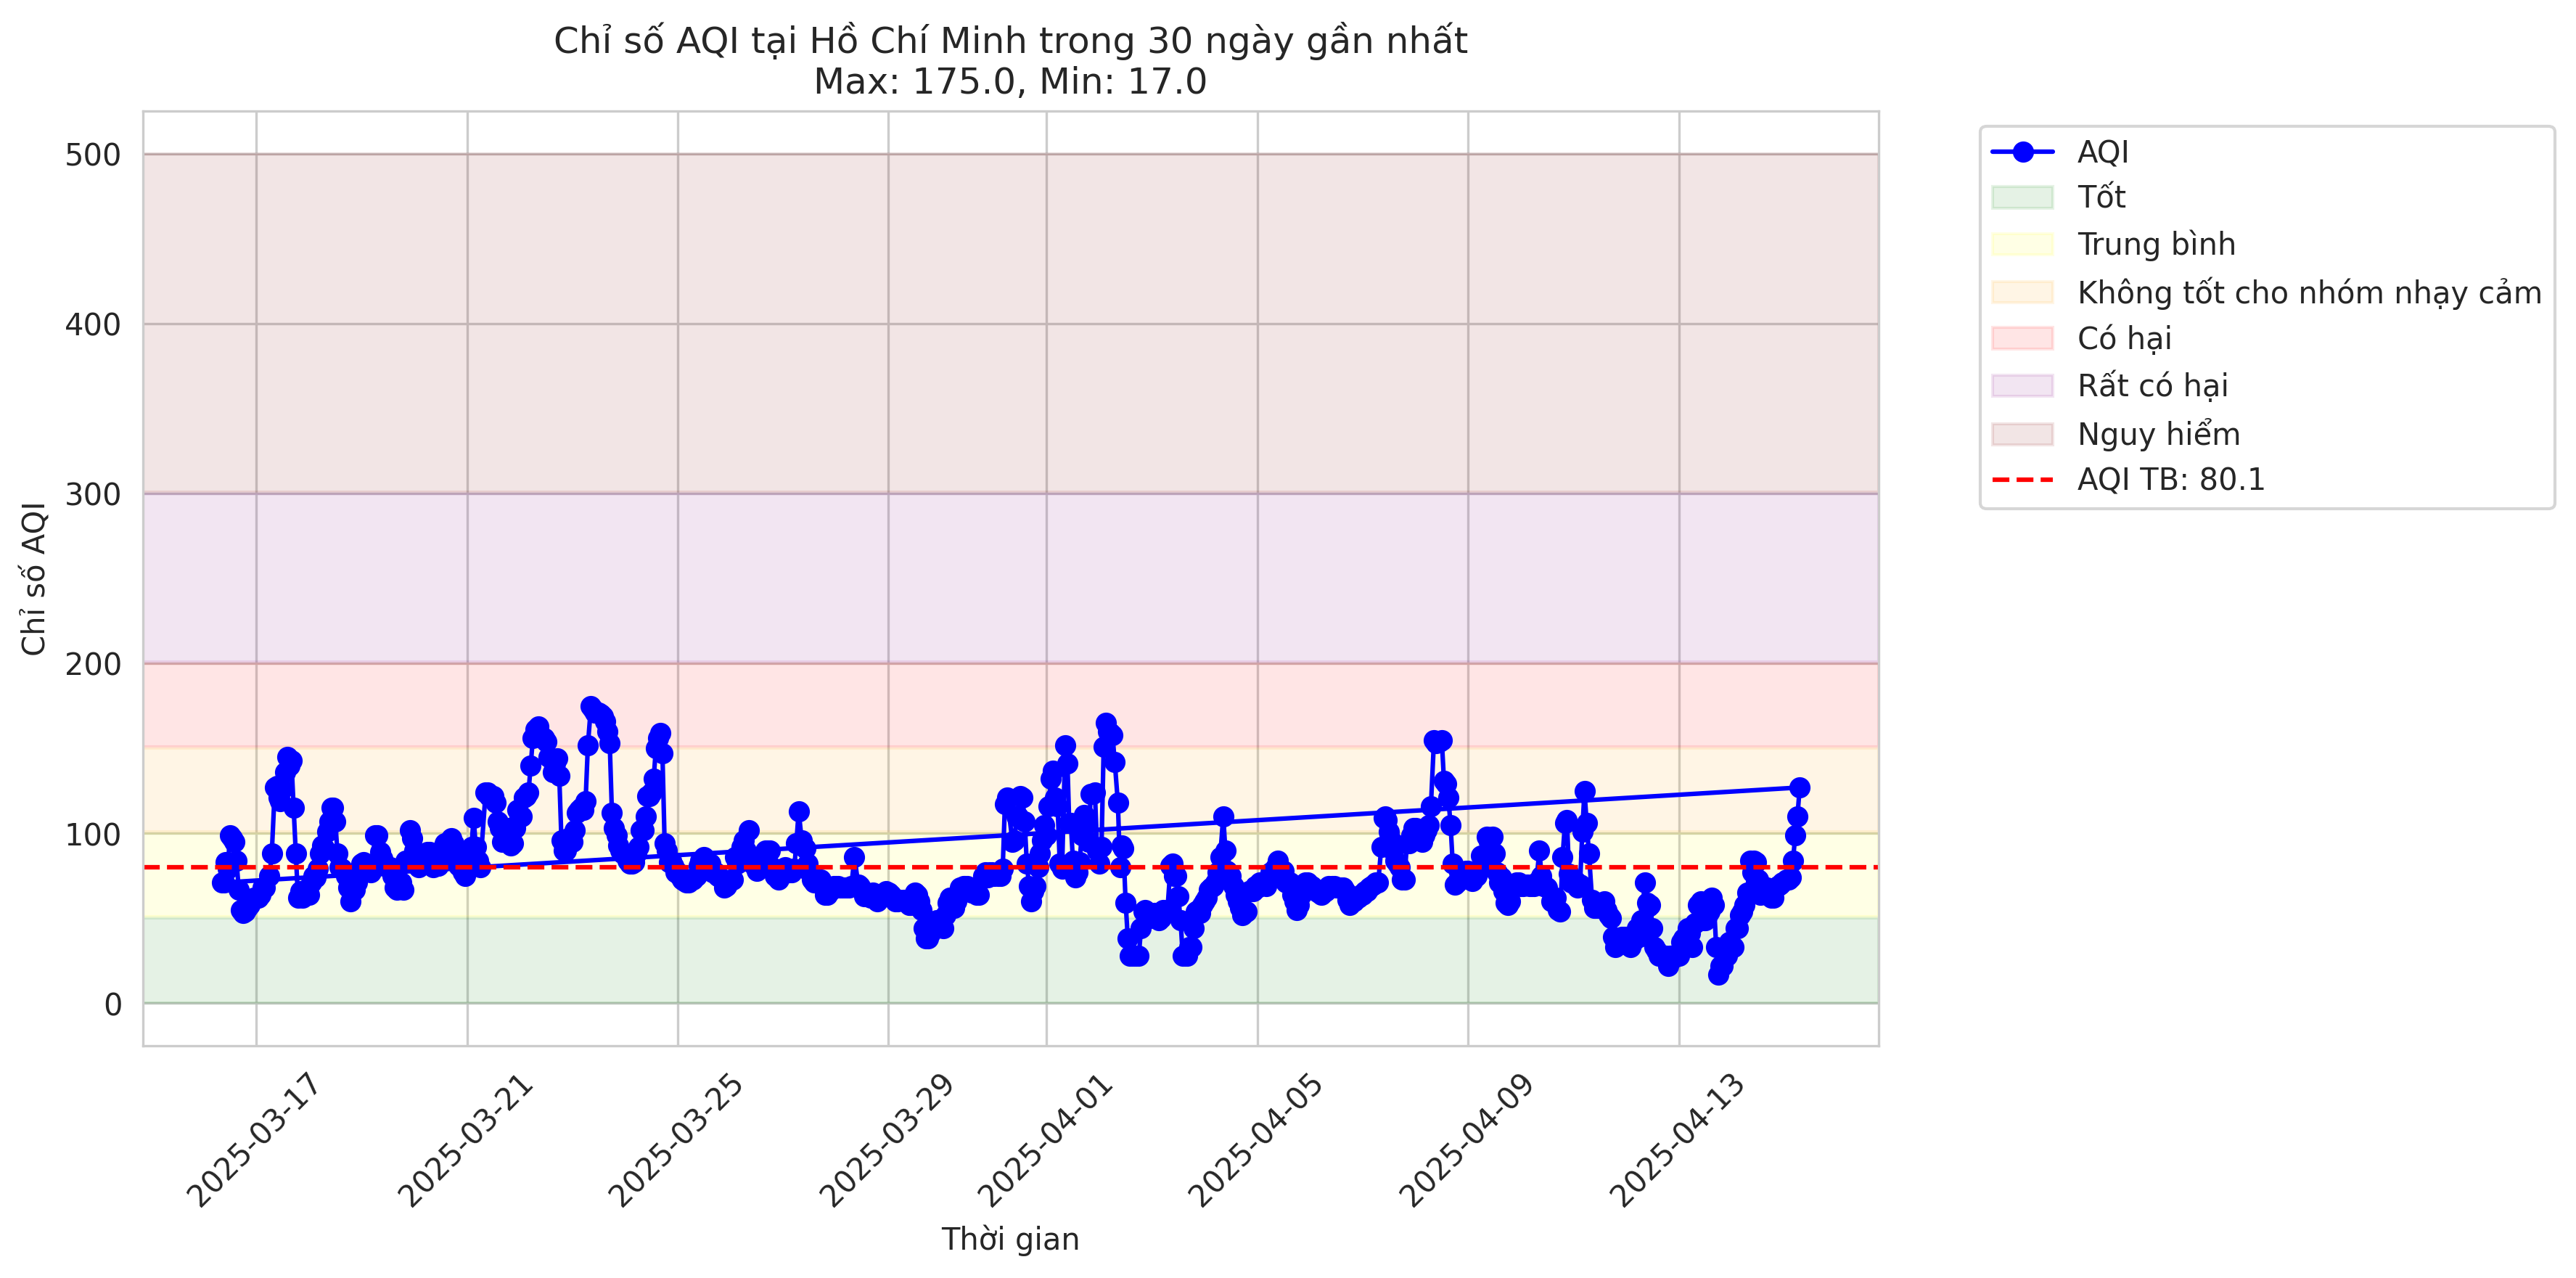 Chỉ số AQI tại Hồ Chí Minh trong 30 ngày gần nhất
Max: 175.0, Min: 17.0
Chỉ số AQI
500
400
300
200
100
0
2025-03-17
2025-03-21
2025-03-25
2025-03-29
2025-04-01
2025-04-05
2025-04-09
2025-04-13
Thời gian
AQI
Tốt
Trung bình
Không tốt cho nhóm nhạy cảm
Có hại
Rất có hại
Nguy hiểm
AQI TB: 80.1